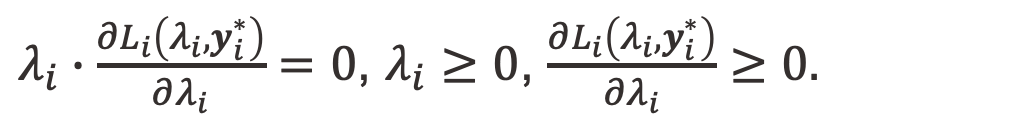 λᵢ · ∂Lᵢ(λᵢ,𝒚ᵢ*)/∂λᵢ = 0, λᵢ ≥ 0, ∂Lᵢ(λᵢ,𝒚ᵢ*)/∂λᵢ ≥ 0.